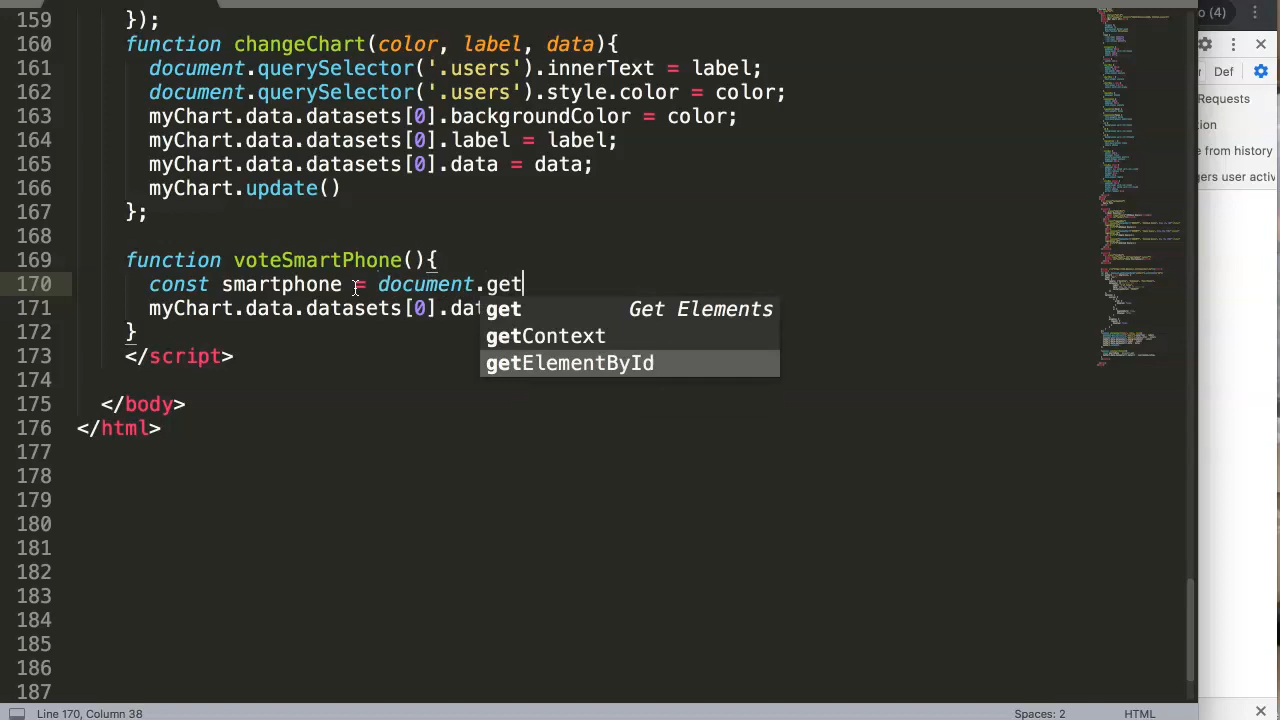 159 });
160 function changeChart(color, label, data){
161 document.querySelector('.users').innerText = label;
162 document.querySelector('.users').style.color = color;
163 myChart.data.datasets[0].backgroundColor = color;
164 myChart.data.datasets[0].label = label;
165 myChart.data.datasets[0].data = data;
166 myChart.update()
167 };
168
169 function voteSmartPhone(){
170 const smartphone = document.get
171 myChart.data.datasets[0].dat
get Get Elements
getContext
getElementById
172 }
173 </script>
174
175 </body>
176 </html>
177
178
179
180
181
182
183
184
185
186
187
Line 170, Column 38
Spaces: 2
HTML
(4)
Def
Requests
from history
user